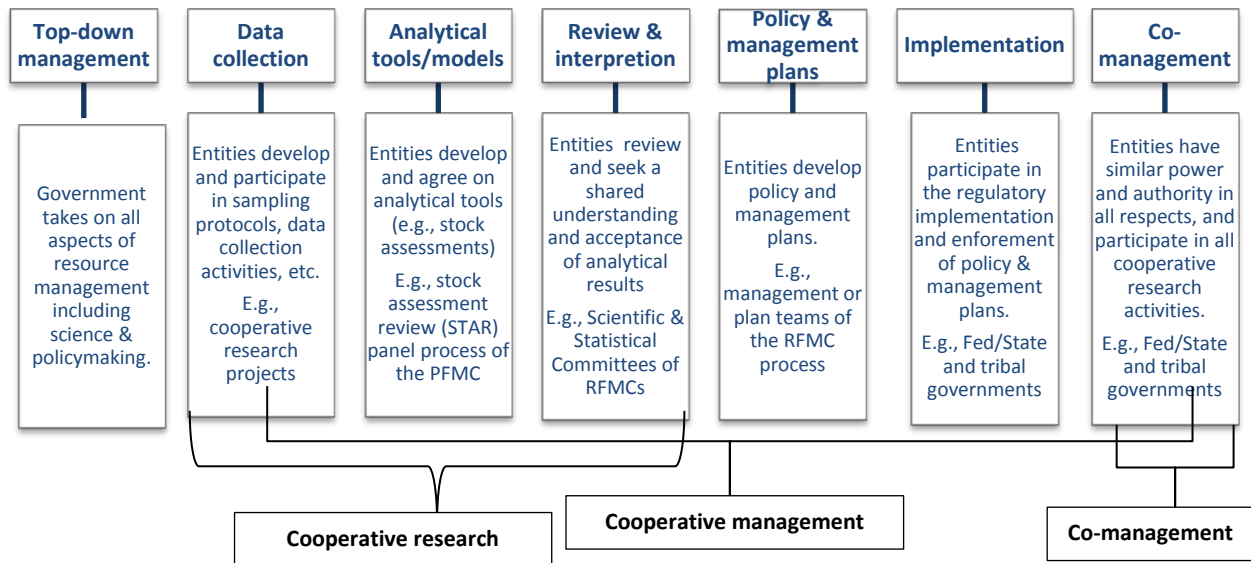 Top-down
management
Data
collection
Analytical
tools/models
Review &
interpretion
Policy &
management
plans
Implementation
Co-
management
Government
takes on all
aspects of
resource
management
including
science &
policymaking.
Entities develop
and participate
in sampling
protocols, data
collection
activities, etc.
E.g.,
cooperative
research
projects
Entities develop
and agree on
analytical tools
(e.g., stock
assessments)
E.g., stock
assessment
review (STAR)
panel process of
the PFMC
Entities review
and seek a
shared
understanding
and acceptance
of analytical
results
E.g., Scientific &
Statistical
Committees of
RFMCs
Entities develop
policy and
management
plans.
E.g.,
management or
plan teams of
the RFMC
process
Entities
participate in
the regulatory
implementation
and enforement
of policy &
management
plans.
E.g., Fed/State
and tribal
governments
Entities have
similar power
and authority in
all respects, and
participate in all
cooperative
research
activities.
E.g., Fed/State
and tribal
governments
Cooperative research
Cooperative management
Co-management